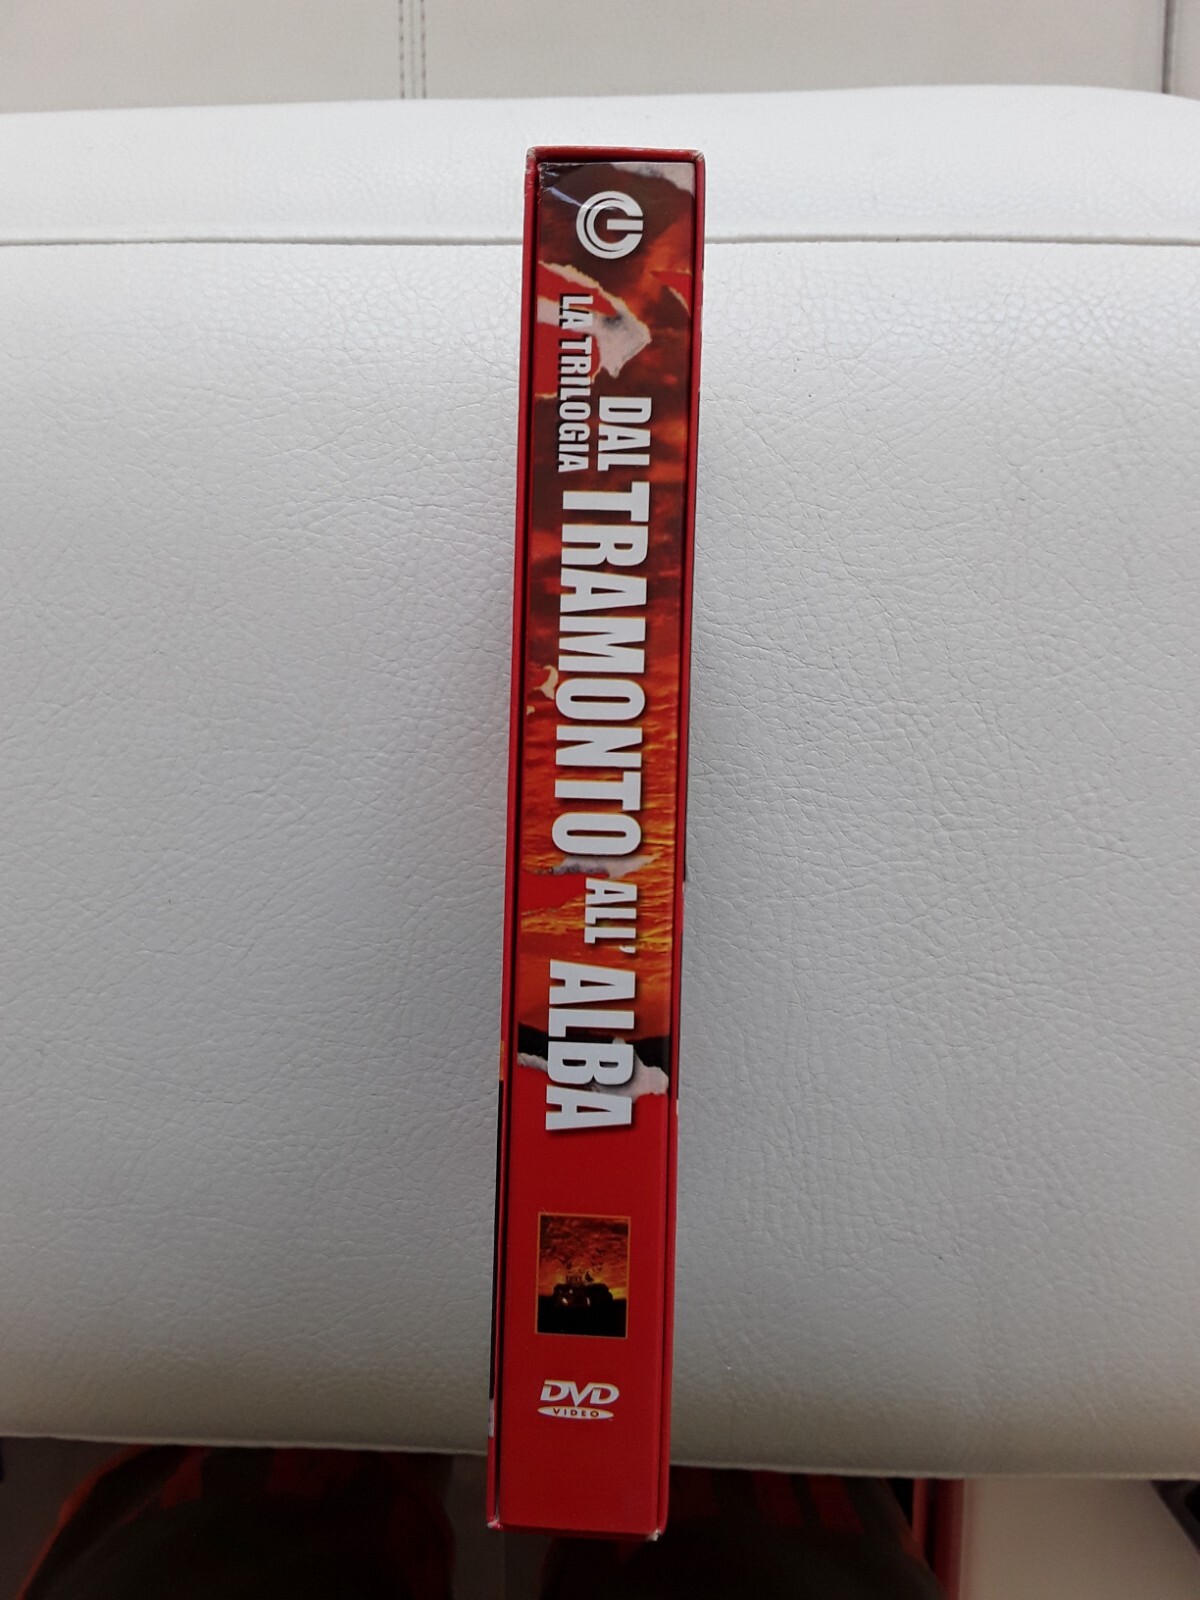 DAL TRAMONTO ALL' ALBA
LA TRILOGIA
DVD
VIDEO